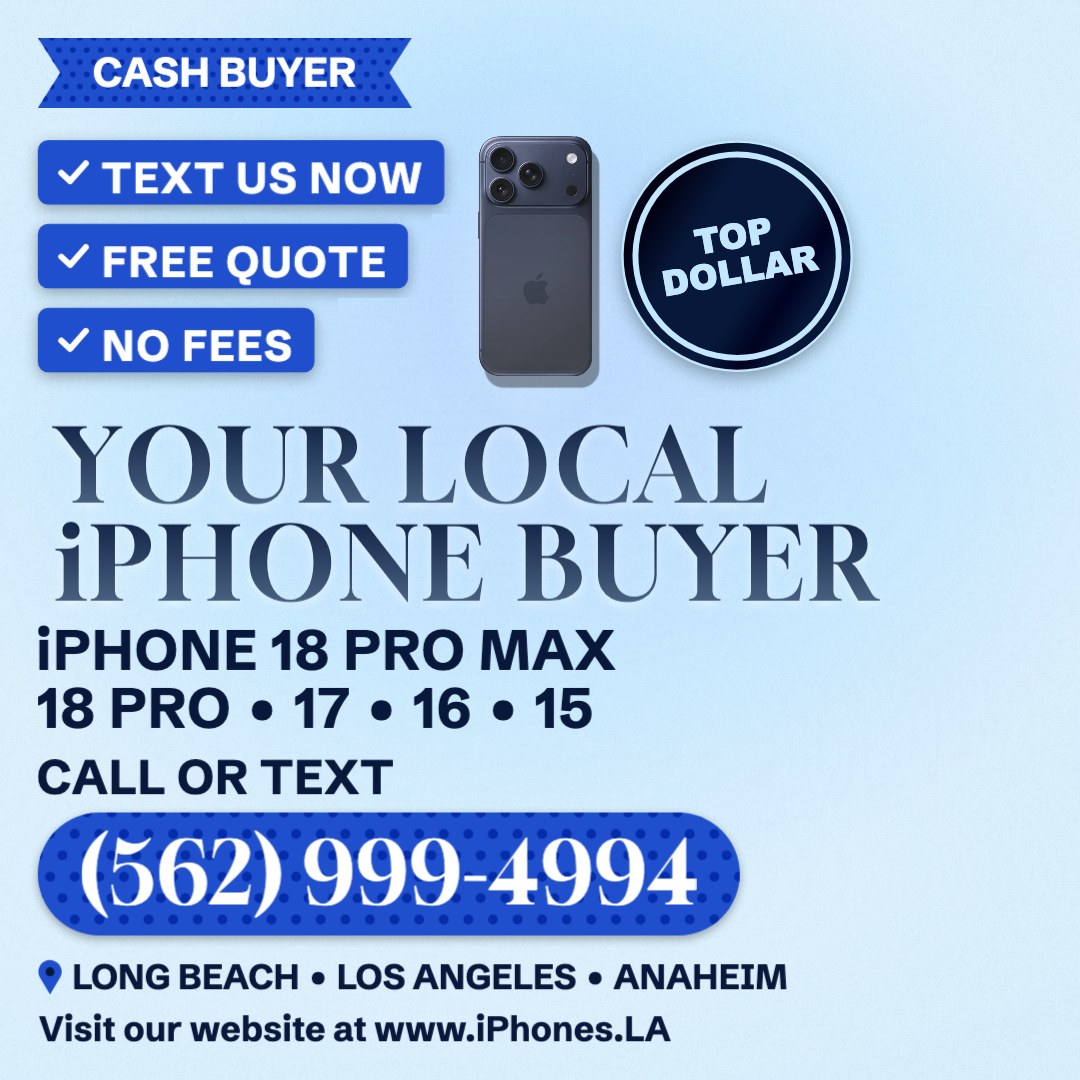 CASH BUYER
TEXT US NOW
FREE QUOTE
NO FEES
TOP
DOLLAR
YOUR LOCAL
iPHONE BUYER
iPHONE 18 PRO MAX
18 PRO • 17 • 16 • 15
CALL OR TEXT
(562) 999-4994
LONG BEACH • LOS ANGELES • ANAHEIM
Visit our website at www.iPhones.LA